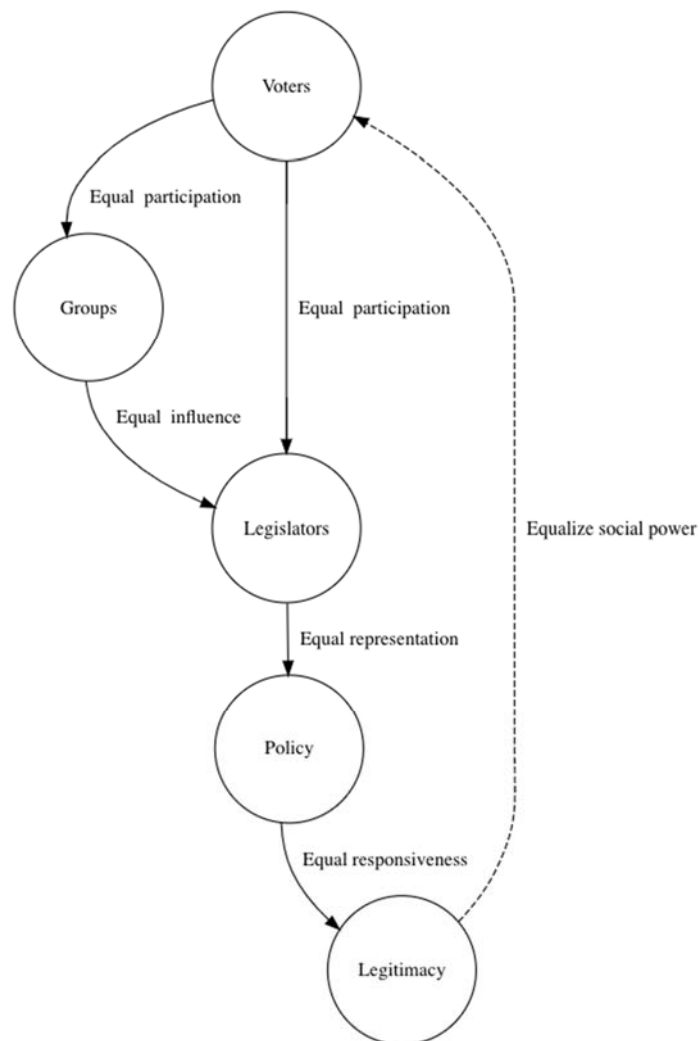 Voters
Equal participation
Groups
Equal participation
Equal influence
Legislators
Equalize social power
Equal representation
Policy
Equal responsiveness
Legitimacy